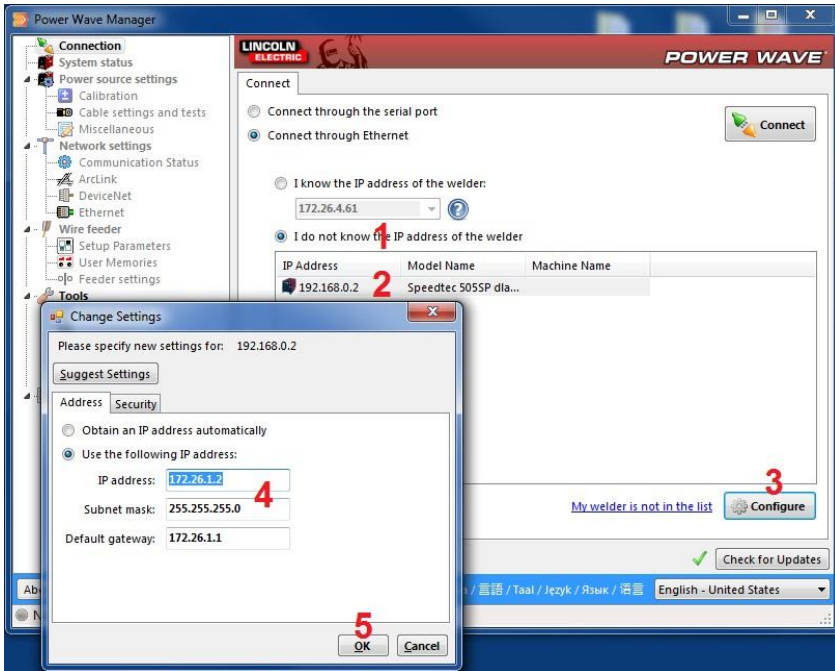 Power Wave Manager
Connection
System status
Power source settings
Calibration
Cable settings and tests
Miscellaneous
Network settings
Communication Status
ArcLink
DeviceNet
Ethernet
Wire feeder
Setup Parameters
User Memories
Feeder settings
Tools
LINCOLN
ELECTRIC
POWER WAVE
Connect
Connect through the serial port
Connect through Ethernet
Connect
I know the IP address of the welder:
172.26.4.61
1
I do not know the IP address of the welder
IP Address Model Name Machine Name
192.168.0.2 2 Speedtec 505SP dla...
3
My welder is not in the list Configure
Check for Updates
/ 言語 / Taal / Język / Язык / 语言 English - United States
Change Settings
Please specify new settings for: 192.168.0.2
Suggest Settings
Address Security
Obtain an IP address automatically
Use the following IP address:
IP address: 172.26.1.2
4
Subnet mask: 255.255.255.0
Default gateway: 172.26.1.1
5
OK Cancel